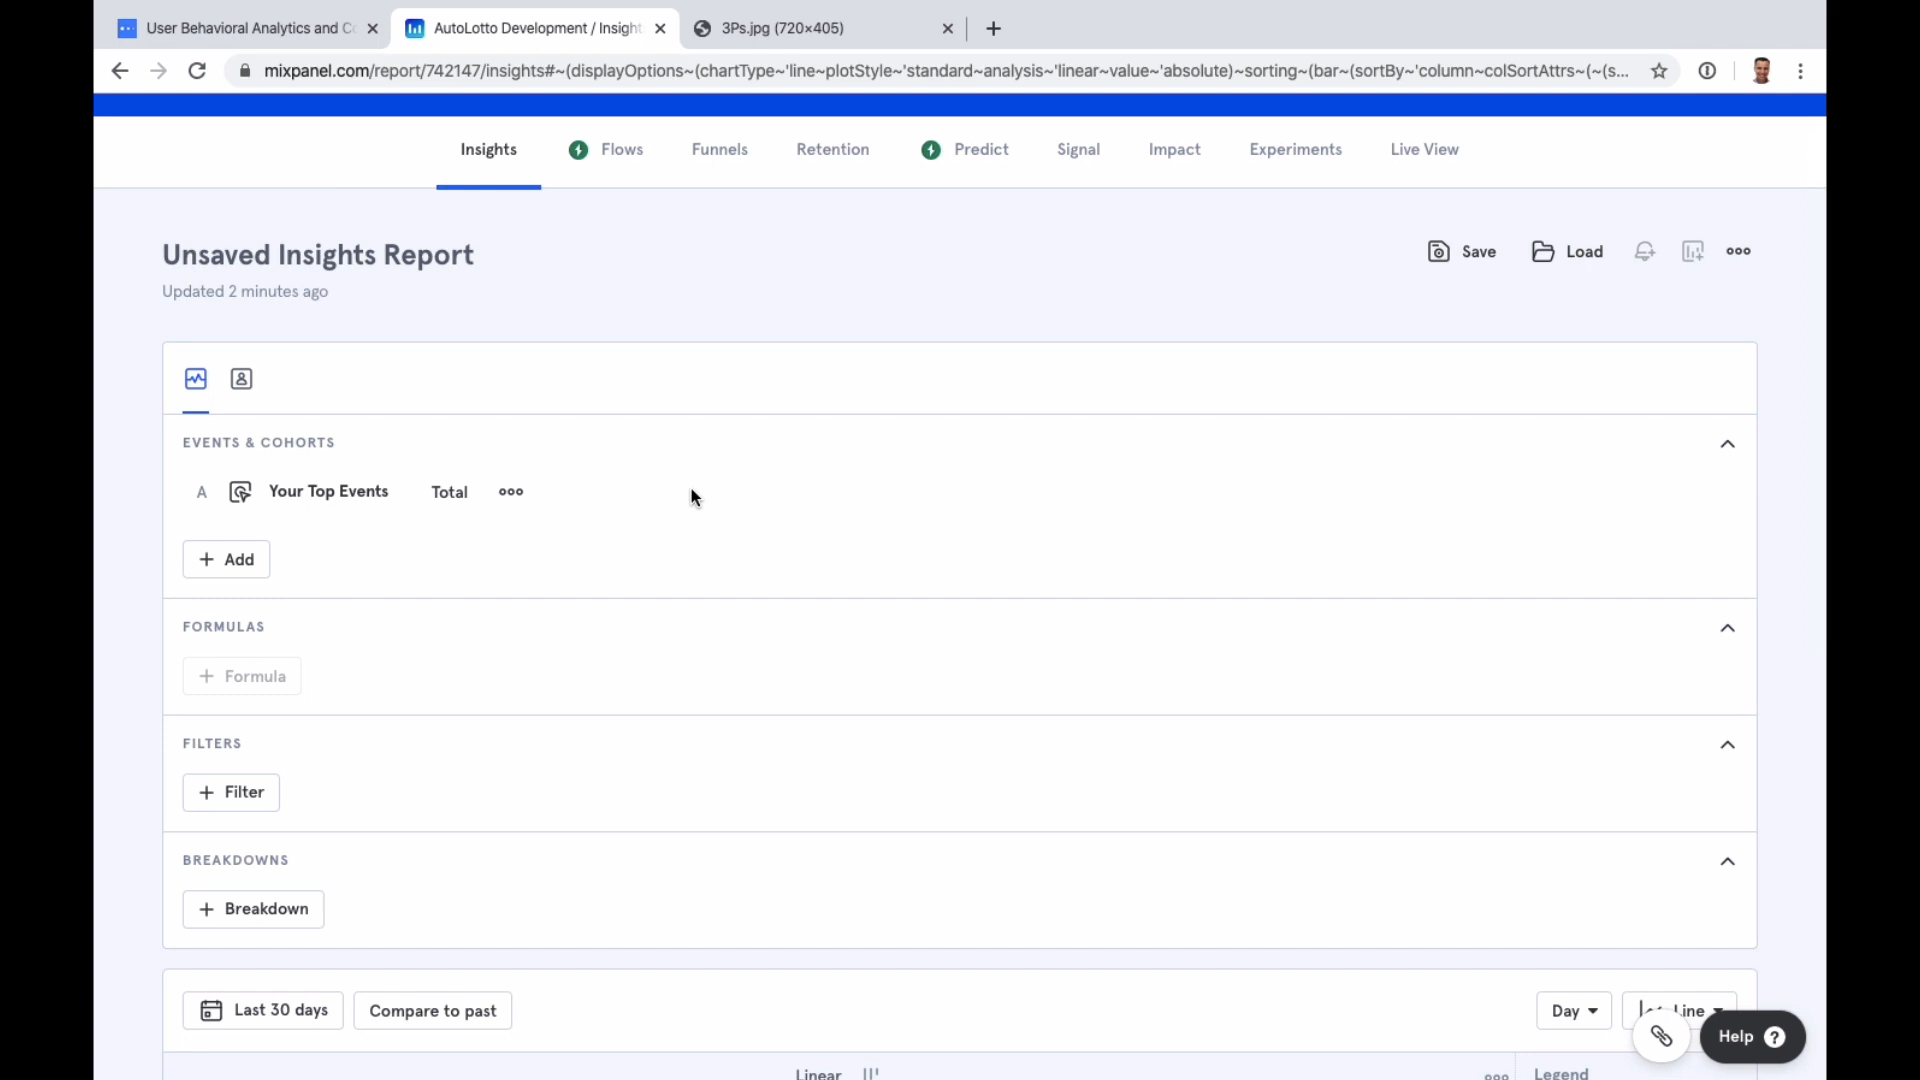 User Behavioral Analytics and Co
AutoLotto Development / Insight
3Ps.jpg (720×405)
mixpanel.com/report/742147/insights#~(displayOptions~(chartType~'line~plotStyle~'standard~analysis~'linear~value~'absolute)~sorting~(bar~(sortBy~'column~colSortAttrs~(~(s...
Insights Flows Funnels Retention Predict Signal Impact Experiments Live View
Unsaved Insights Report
Save Load
Updated 2 minutes ago
EVENTS & COHORTS
A Your Top Events Total
+ Add
FORMULAS
+ Formula
FILTERS
+ Filter
BREAKDOWNS
+ Breakdown
Last 30 days Compare to past Day Line
Help ?
Linear Legend